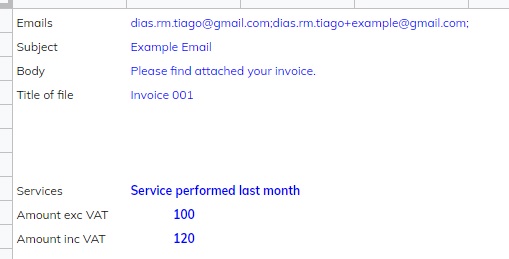 Emails dias.rm.tiago@gmail.com;dias.rm.tiago+example@gmail.com;
Subject Example Email
Body Please find attached your invoice.
Title of file Invoice 001
Services Service performed last month
Amount exc VAT 100
Amount inc VAT 120